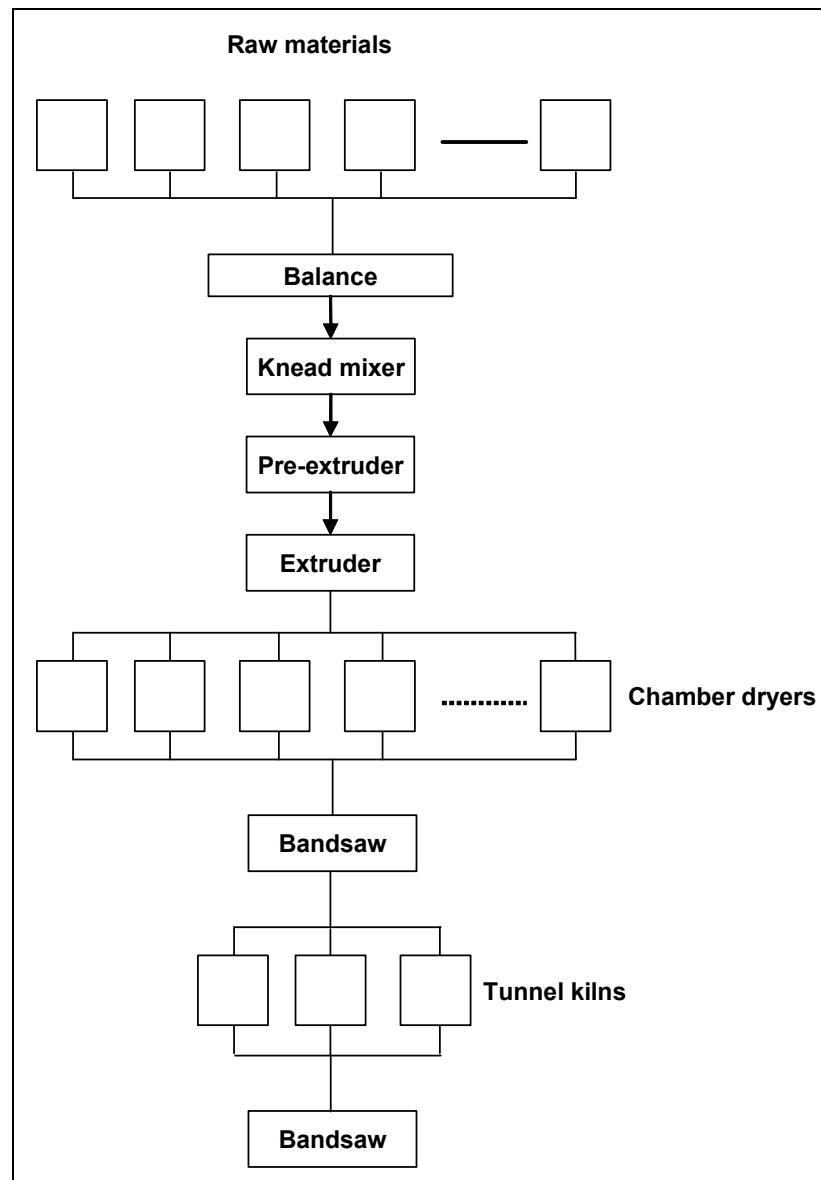 Raw materials
Balance
Knead mixer
Pre-extruder
Extruder
Chamber dryers
Bandsaw
Tunnel kilns
Bandsaw